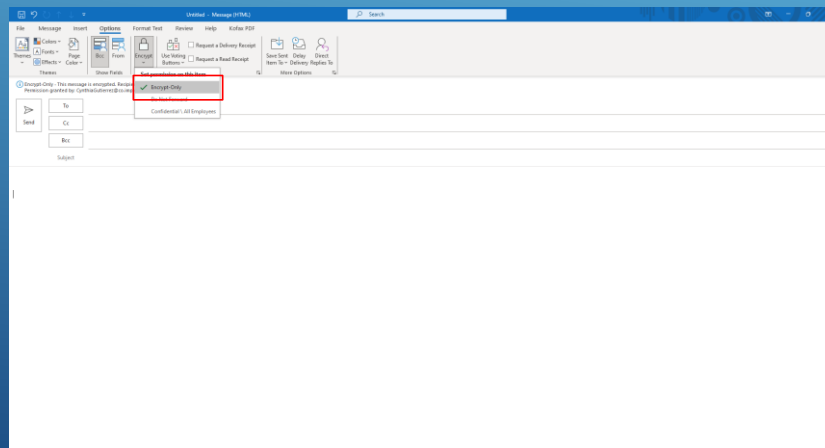 Untitled - Message (HTML)
Search
File Message Insert Options Format Text Review Help Kofax PDF
Themes
Colors
Fonts
Effects
Page Color
Bcc
From
Encrypt
Use Voting Buttons
Request a Delivery Receipt
Request a Read Receipt
Save Sent Item To
Delay Delivery
Direct Replies To
Themes
Show Fields
More Options
Set permission on this item
Encrypt-Only
Do Not Forward
Confidential \ All Employees
Encrypt-Only - This message is encrypted.
Permission granted by:
Send
To
Cc
Bcc
Subject